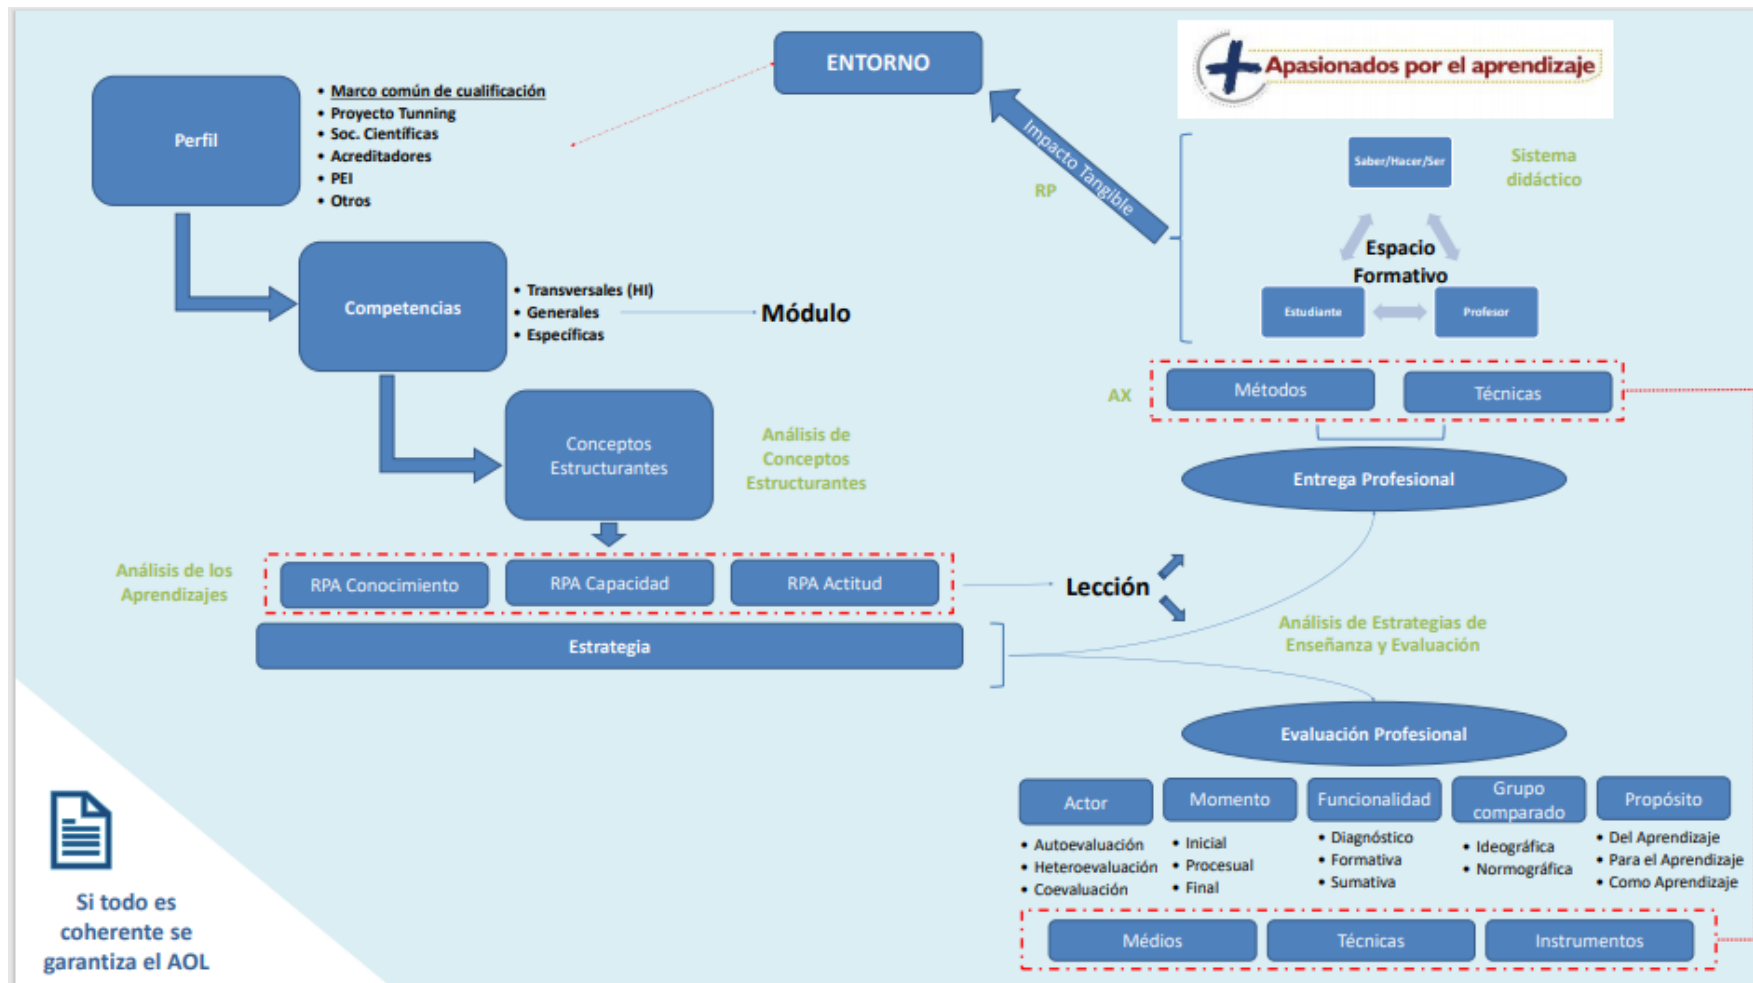 ENTORNO
Apasionados por el aprendizaje
Perfil
• Marco común de cualificación
• Proyecto Tunning
• Soc. Científicas
• Acreditadores
• PEI
• Otros
Impacto Tangible
RP
Saber/Hacer/Ser
Sistema
didáctico
Espacio
Formativo
Estudiante
Profesor
Competencias
• Transversales (HI)
• Generales
• Específicas
Módulo
AX
Métodos
Técnicas
Conceptos
Estructurantes
Análisis de
Conceptos
Estructurantes
Entrega Profesional
Análisis de los
Aprendizajes
RPA Conocimiento
RPA Capacidad
RPA Actitud
Lección
Estrategia
Análisis de Estrategias de
Enseñanza y Evaluación
Evaluación Profesional
Actor
• Autoevaluación
• Heteroevaluación
• Coevaluación
Momento
• Inicial
• Procesual
• Final
Funcionalidad
• Diagnóstico
• Formativa
• Sumativa
Grupo
comparado
• Ideográfica
• Normográfica
Propósito
• Del Aprendizaje
• Para el Aprendizaje
• Como Aprendizaje
Médios
Técnicas
Instrumentos
Si todo es
coherente se
garantiza el AOL